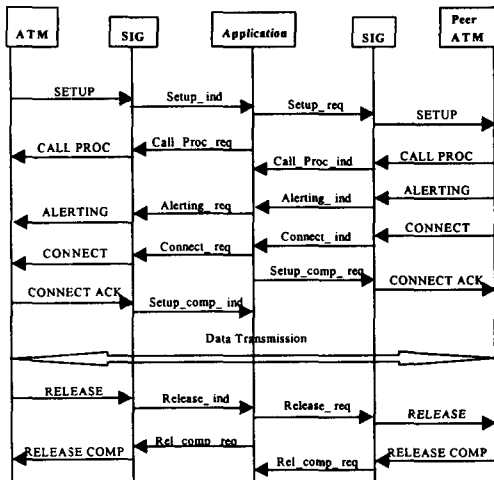 ATM SIG Application SIG Peer ATM
SETUP
Setup_ind
Setup_req
SETUP
Call_Proc_req
CALL PROC
Call_Proc_ind
CALL PROC
ALERTING
Alerting_ind
Alerting_req
ALERTING
CONNECT
Connect_ind
Connect_req
CONNECT
Setup_comp_req
CONNECT ACK
CONNECT ACK
Setup_comp_ind
Data Transmission
RELEASE
Release_ind
Release_req
RELEASE
Rel_comp_req
RELEASE COMP
RELEASE COMP
Rel_comp_req